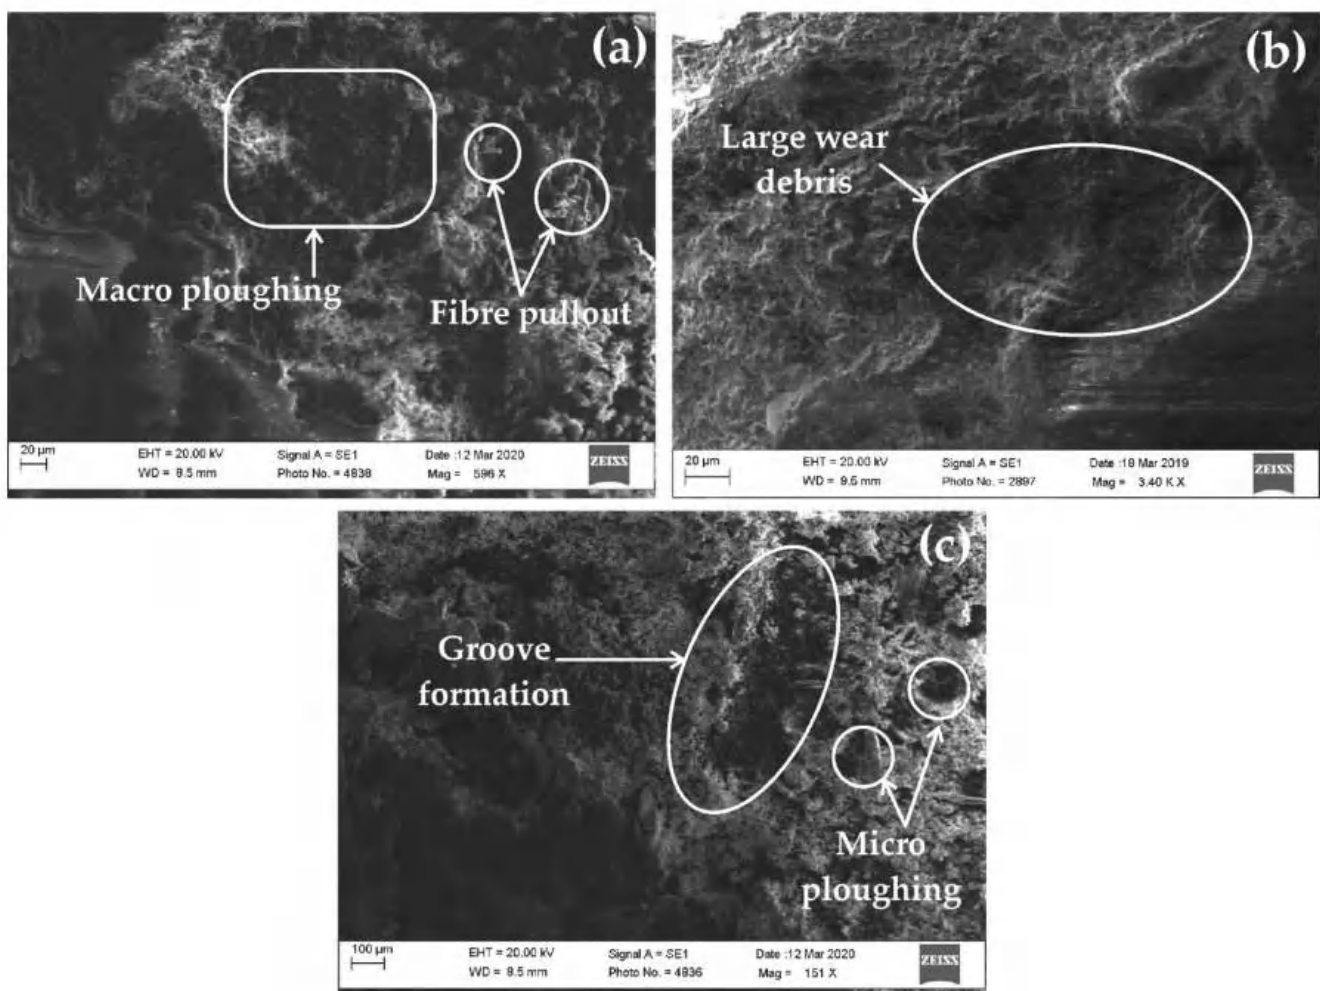 (a)
Macro ploughing
Fibre pullout
20 µm
EHT = 20.00 kV
Signal A = SE1
Date :12 Mar 2020
WD = 8.5 mm
Photo No. = 4838
Mag = 596 X
ZEISS
(b)
Large wear
debris
20 µm
EHT = 20.00 kV
Signal A = SE1
Date :18 Mar 2019
WD = 9.5 mm
Photo No. = 2897
Mag = 3.40 K X
ZEISS
(c)
Groove
formation
Micro
ploughing
100 µm
EHT = 20.00 kV
Signal A = SE1
Date :12 Mar 2020
WD = 8.5 mm
Photo No. = 4836
Mag = 151 X
ZEISS